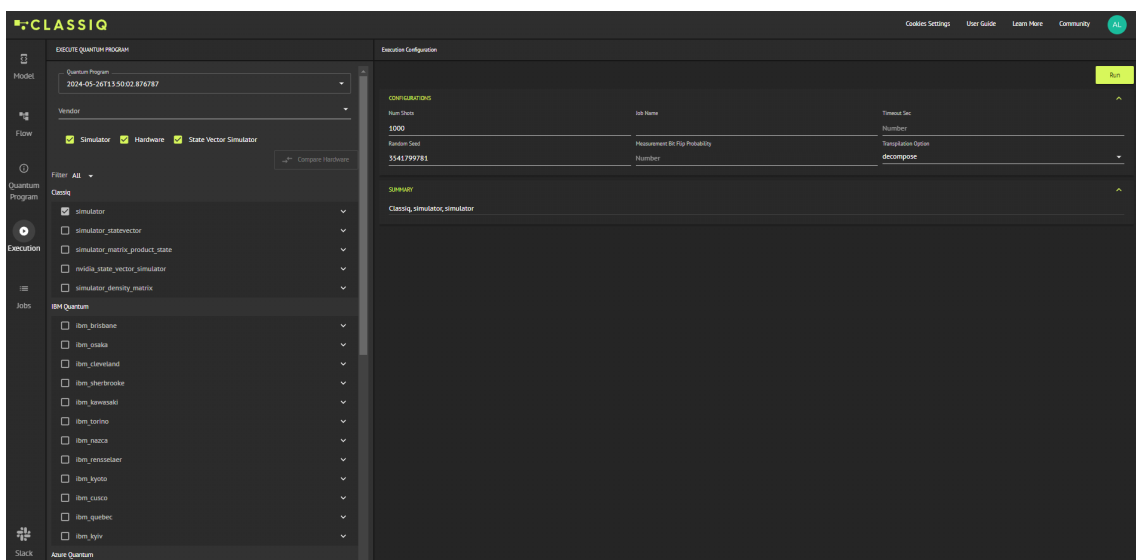 CLASSIQ
Cookies Settings
User Guide
Learn More
Community
AL
Model
Flow
Quantum
Program
Execution
Jobs
Slack
EXECUTE QUANTUM PROGRAM
Quantum Program
2024-05-26T13:50:02.876787
Vendor
Simulator
Hardware
State Vector Simulator
Compare Hardware
Filter All
Classiq
simulator
simulator_statevector
simulator_matrix_product_state
nvidia_state_vector_simulator
simulator_density_matrix
IBM Quantum
ibm_brisbane
ibm_osaka
ibm_cleveland
ibm_sherbrooke
ibm_kawasaki
ibm_torino
ibm_nazca
ibm_rensselaer
ibm_kyoto
ibm_cusco
ibm_quebec
ibm_kyiv
Azure Quantum
Execution Configuration
Run
CONFIGURATIONS
Num Shots
1000
Job Name
Timeout Sec
Number
Random Seed
3541799781
Measurement Bit Flip Probability
Number
Transpilation Option
decompose
SUMMARY
Classiq, simulator, simulator